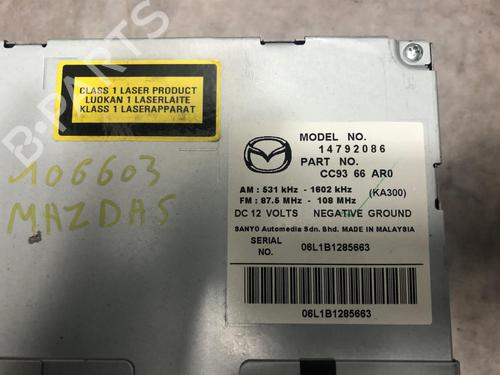 CLASS 1 LASER PRODUCT
LUOKAN 1 LASERLAITE
KLASS 1 LASERAPPARAT
B-PARTS
106603
MAZDA5
MODEL NO.
14792086
PART NO.
CC93 66 AR0
AM : 531 kHz - 1602 kHz (KA300)
FM : 87.5 MHz - 108 MHz
DC 12 VOLTS NEGATIVE GROUND
SANYO Automedia Sdn. Bhd. MADE IN MALAYSIA
SERIAL NO. 06L1B1285663
06L1B1285663